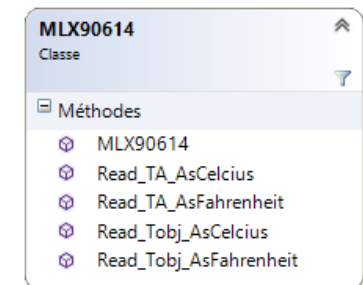 MLX90614
Classe
Méthodes
MLX90614
Read_TA_AsCelcius
Read_TA_AsFahrenheit
Read_Tobj_AsCelcius
Read_Tobj_AsFahrenheit